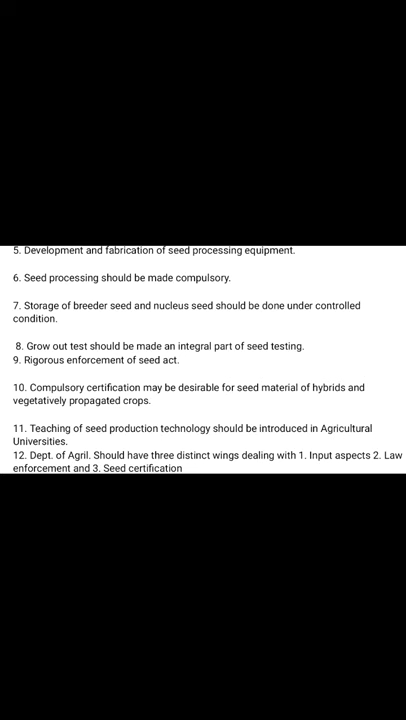 5. Development and fabrication of seed processing equipment.
6. Seed processing should be made compulsory.
7. Storage of breeder seed and nucleus seed should be done under controlled
condition.
8. Grow out test should be made an integral part of seed testing.
9. Rigorous enforcement of seed act.
10. Compulsory certification may be desirable for seed material of hybrids and
vegetatively propagated crops.
11. Teaching of seed production technology should be introduced in Agricultural
Universities.
12. Dept. of Agril. Should have three distinct wings dealing with 1. Input aspects 2. Law
enforcement and 3. Seed certification